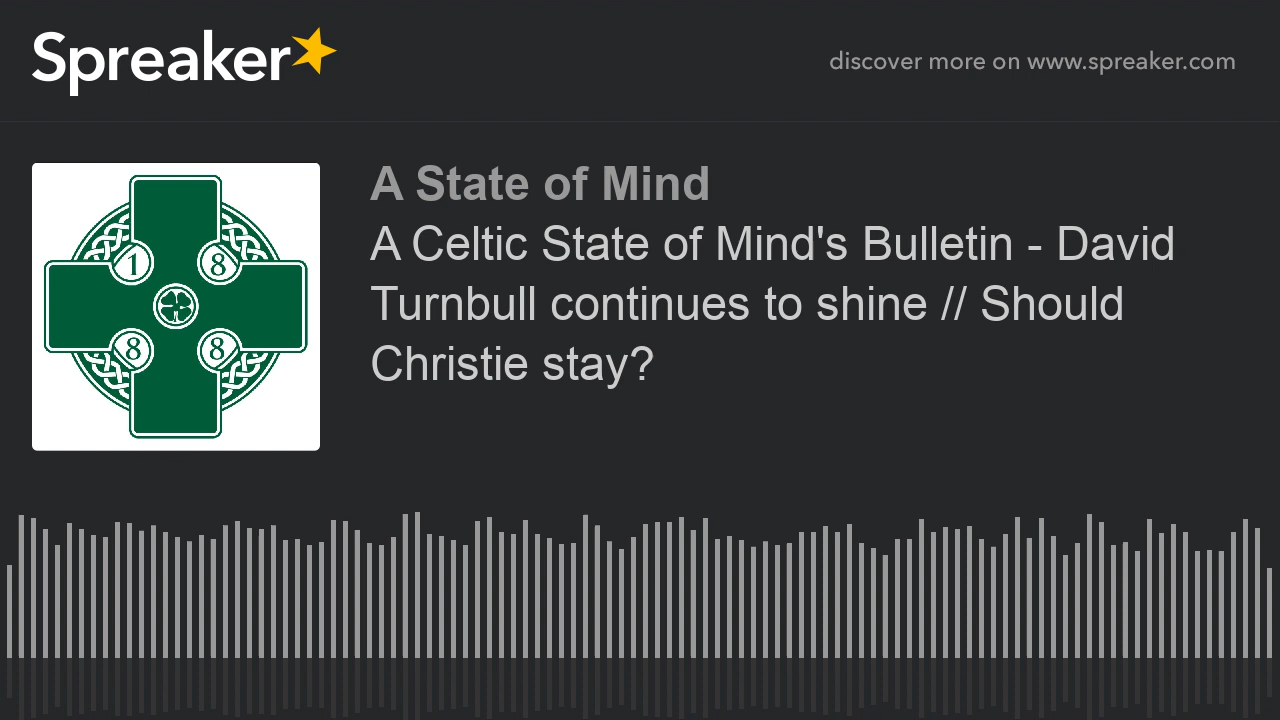 Spreaker
discover more on www.spreaker.com
A State of Mind
A Celtic State of Mind's Bulletin - David
Turnbull continues to shine // Should
Christie stay?
1 8
8 8